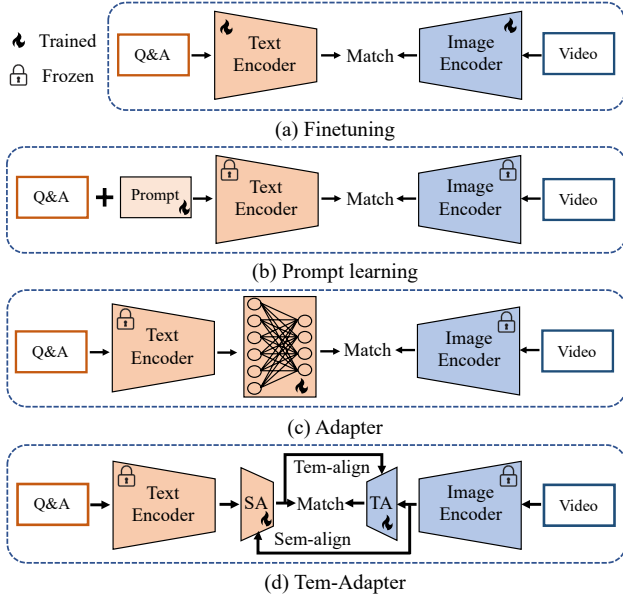 Trained
Frozen
Q&A
Text
Encoder
Match
Image
Encoder
Video
(a) Finetuning
Q&A
Prompt
Text
Encoder
Match
Image
Encoder
Video
(b) Prompt learning
Q&A
Text
Encoder
Match
Image
Encoder
Video
(c) Adapter
Q&A
Text
Encoder
SA
Tem-align
Match
Sem-align
TA
Image
Encoder
Video
(d) Tem-Adapter